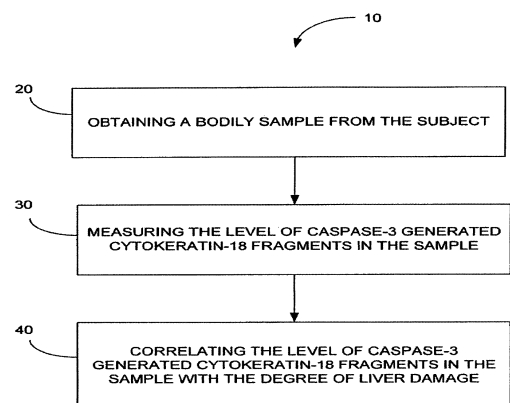 10
20
OBTAINING A BODILY SAMPLE FROM THE SUBJECT
30
MEASURING THE LEVEL OF CASPASE-3 GENERATED
CYTOKERATIN-18 FRAGMENTS IN THE SAMPLE
40
CORRELATING THE LEVEL OF CASPASE-3
GENERATED CYTOKERATIN-18 FRAGMENTS IN THE
SAMPLE WITH THE DEGREE OF LIVER DAMAGE